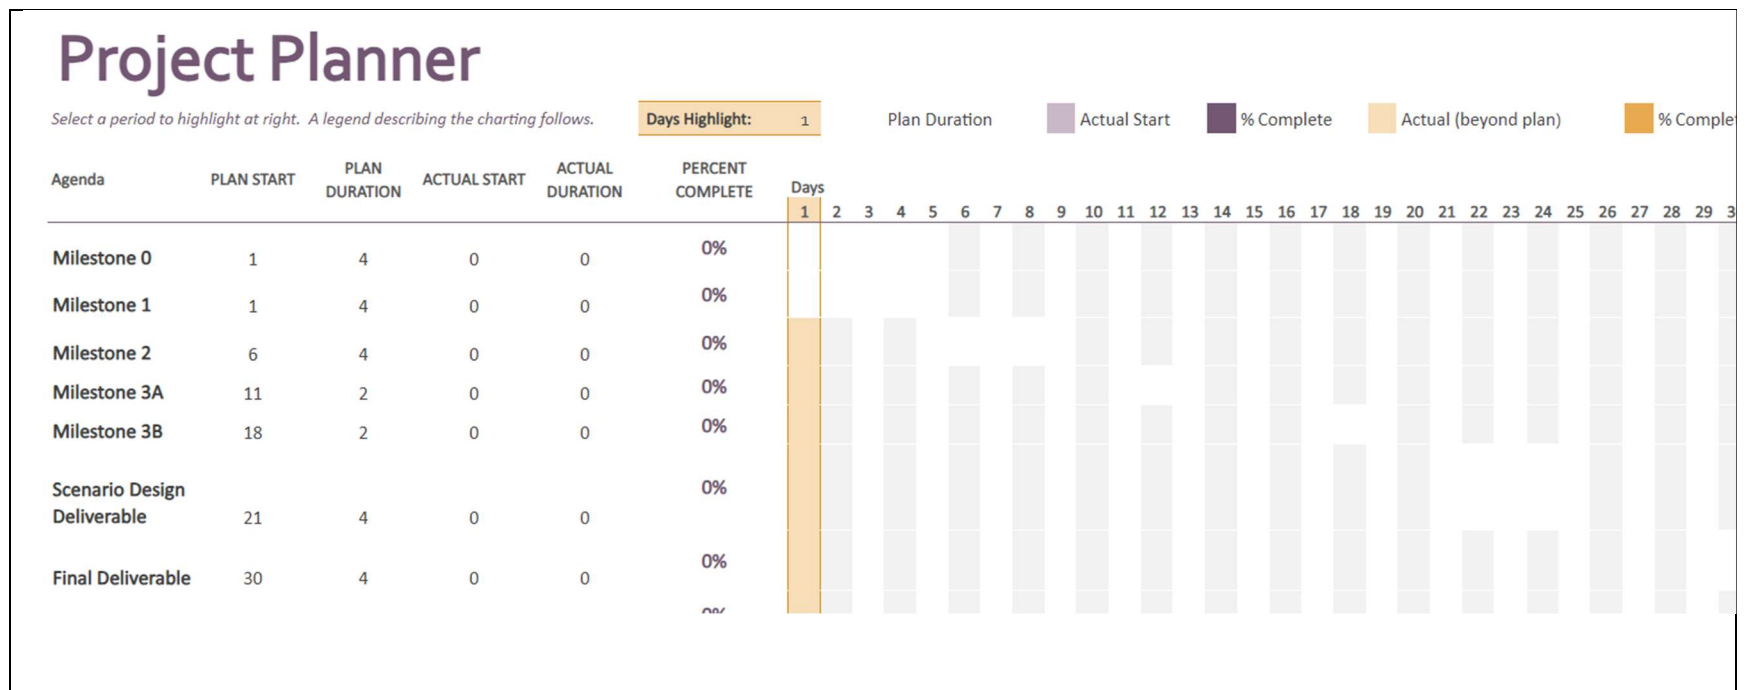 Project Planner
Select a period to highlight at right. A legend describing the charting follows.
Days Highlight: 1
Plan Duration
Actual Start
% Complete
Actual (beyond plan)
% Comple
Agenda
PLAN START
PLAN DURATION
ACTUAL START
ACTUAL DURATION
PERCENT COMPLETE
Days
1 2 3 4 5 6 7 8 9 10 11 12 13 14 15 16 17 18 19 20 21 22 23 24 25 26 27 28 29 3
Milestone 0 1 4 0 0 0%
Milestone 1 1 4 0 0 0%
Milestone 2 6 4 0 0 0%
Milestone 3A 11 2 0 0 0%
Milestone 3B 18 2 0 0 0%
Scenario Design
Deliverable 21 4 0 0 0%
Final Deliverable 30 4 0 0 0%
0%